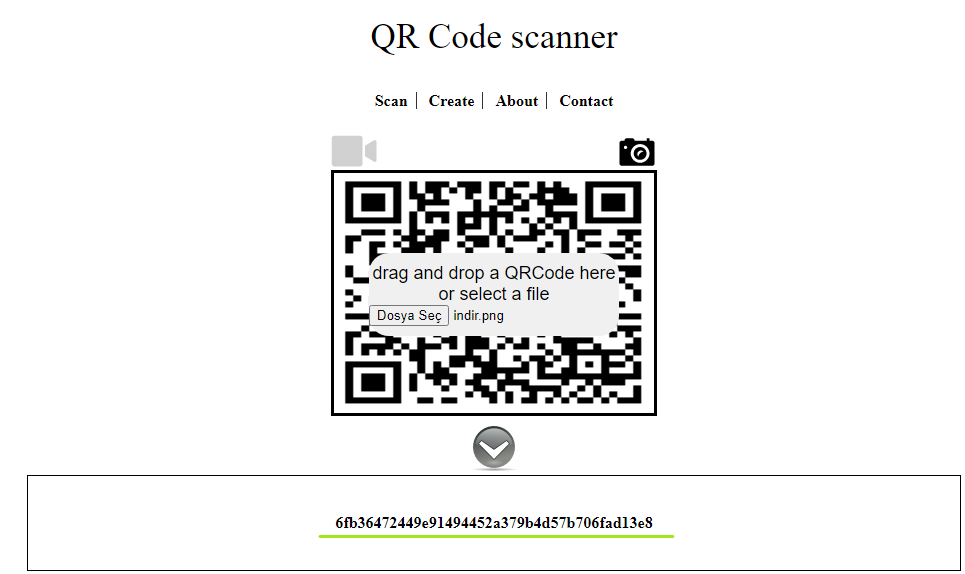 QR Code scanner
Scan | Create | About | Contact
drag and drop a QRCode here
or select a file
Dosya Seç indir.png
6fb36472449e91494452a379b4d57b706fad13e8